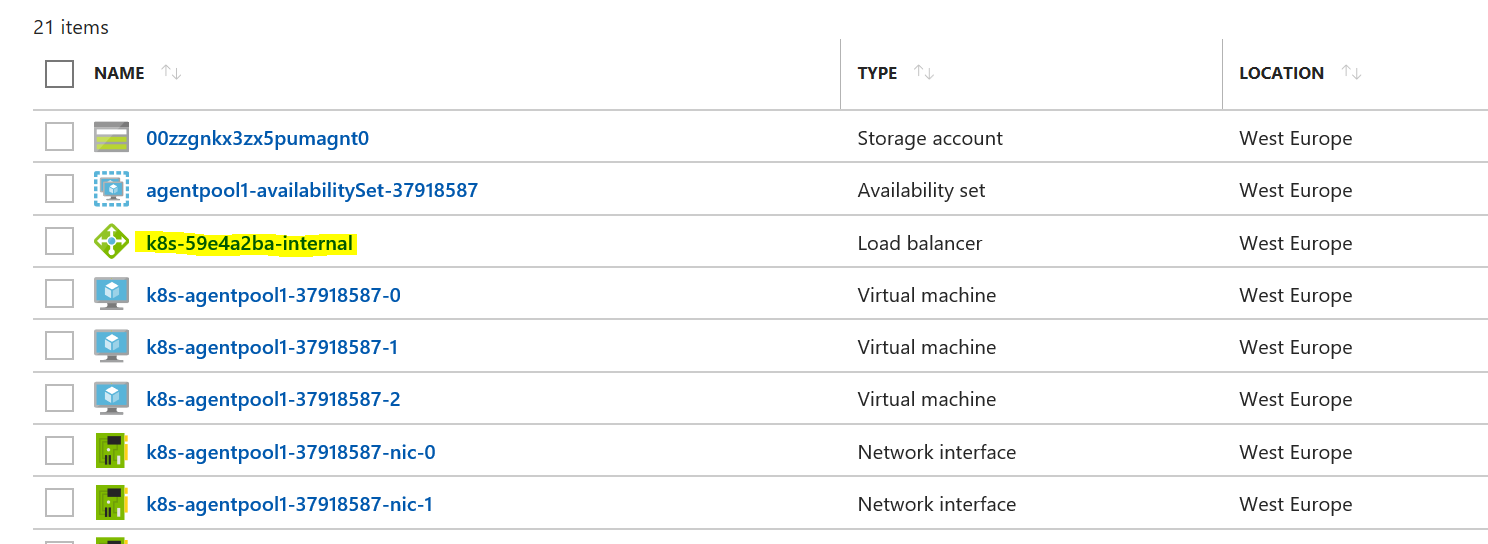 21 items
NAME TYPE LOCATION
00zzgnkx3zx5pumagnt0 Storage account West Europe
agentpool1-availabilitySet-37918587 Availability set West Europe
k8s-59e4a2ba-internal Load balancer West Europe
k8s-agentpool1-37918587-0 Virtual machine West Europe
k8s-agentpool1-37918587-1 Virtual machine West Europe
k8s-agentpool1-37918587-2 Virtual machine West Europe
k8s-agentpool1-37918587-nic-0 Network interface West Europe
k8s-agentpool1-37918587-nic-1 Network interface West Europe